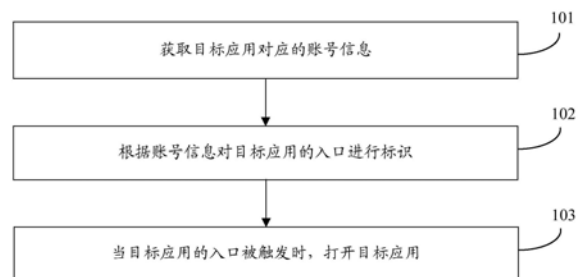 101
获取目标应用对应的账号信息
102
根据账号信息对目标应用的入口进行标识
103
当目标应用的入口被触发时，打开目标应用